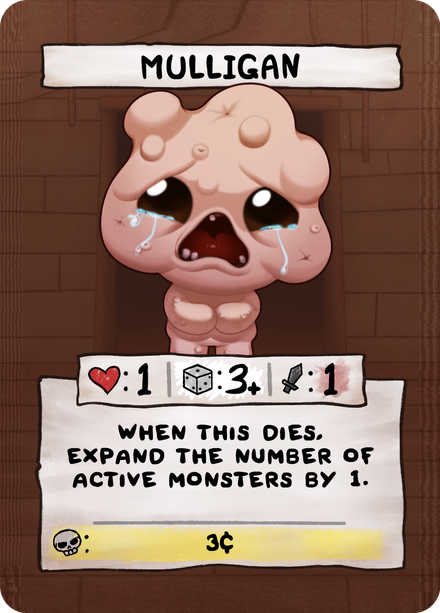 MULLIGAN
:1 :3+ :1
WHEN THIS DIES,
EXPAND THE NUMBER OF
ACTIVE MONSTERS BY 1.
: 3¢